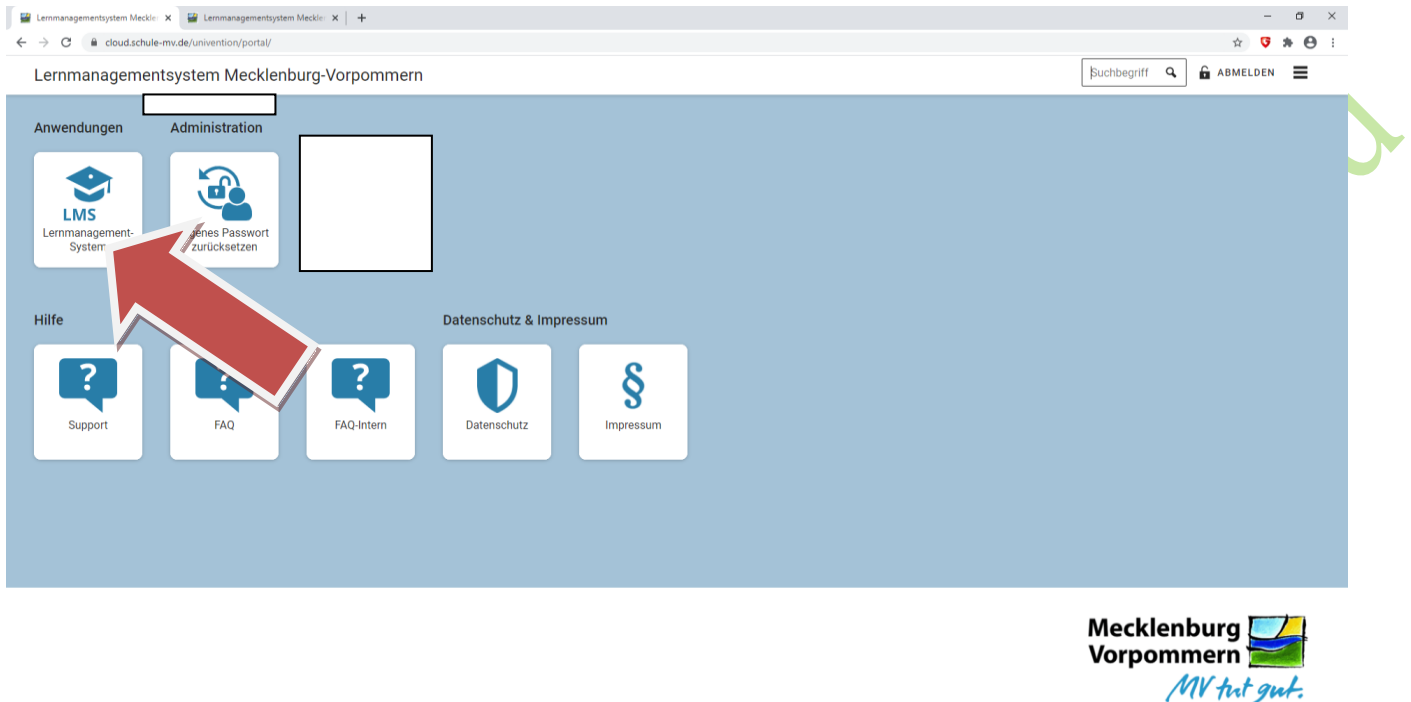 Lernmanagementsystem Meckle
Lernmanagementsystem Meckle
cloud.schule-mv.de/univention/portal/
Lernmanagementsystem Mecklenburg-Vorpommern
Suchbegriff
ABMELDEN
Anwendungen
Administration
LMS
Lernmanagement-
System
Passwort
zurücksetzen
Hilfe
Datenschutz & Impressum
?
?
?
§
Support
FAQ
FAQ-Intern
Datenschutz
Impressum
Mecklenburg
Vorpommern
MV tut gut.